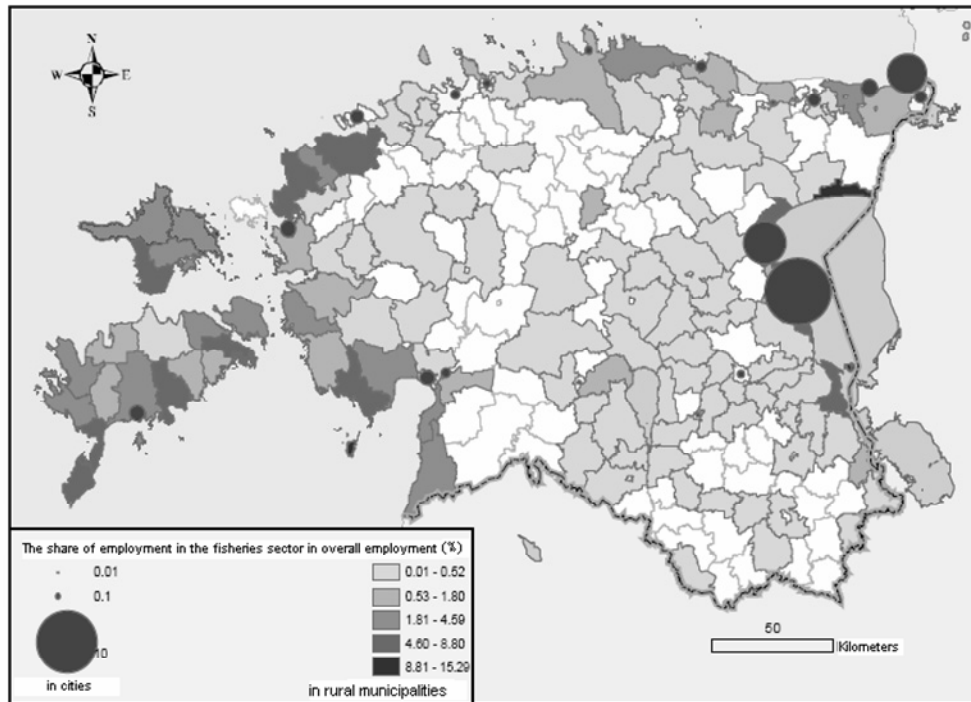 N
W E
S
The share of employment in the fisheries sector in overall employment (%)
0.01
0.1
10
in cities
0.01 - 0.52
0.53 - 1.80
1.81 - 4.59
4.60 - 8.80
8.81 - 15.29
in rural municipalities
50
Kilometers